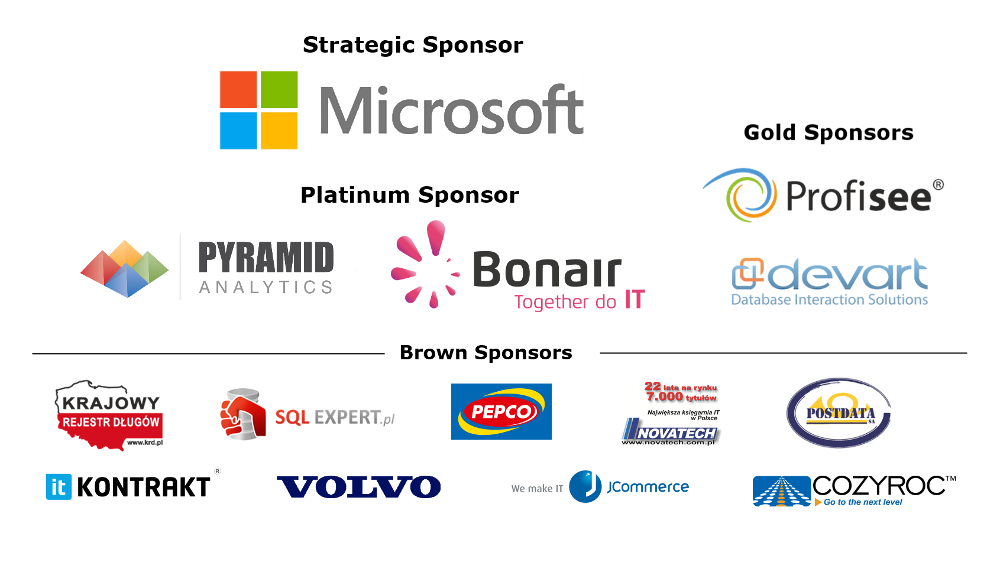 Strategic Sponsor
Microsoft
Gold Sponsors
Profisee®
devart
Database Interaction Solutions
Platinum Sponsor
PYRAMID
ANALYTICS
Bonair
Together do IT
Brown Sponsors
KRAJOWY
REJESTR DŁUGÓW
www.krd.pl
SQL EXPERT.pl
PEPCO
22 lata na rynku
7.000 tytułów
Największa księgarnia IT
w Polsce
NOVATECH
www.novatech.com.pl
POSTDATA
SA
it KONTRAKT®
VOLVO
We make IT JCommerce
COZYROC™
Go to the next level